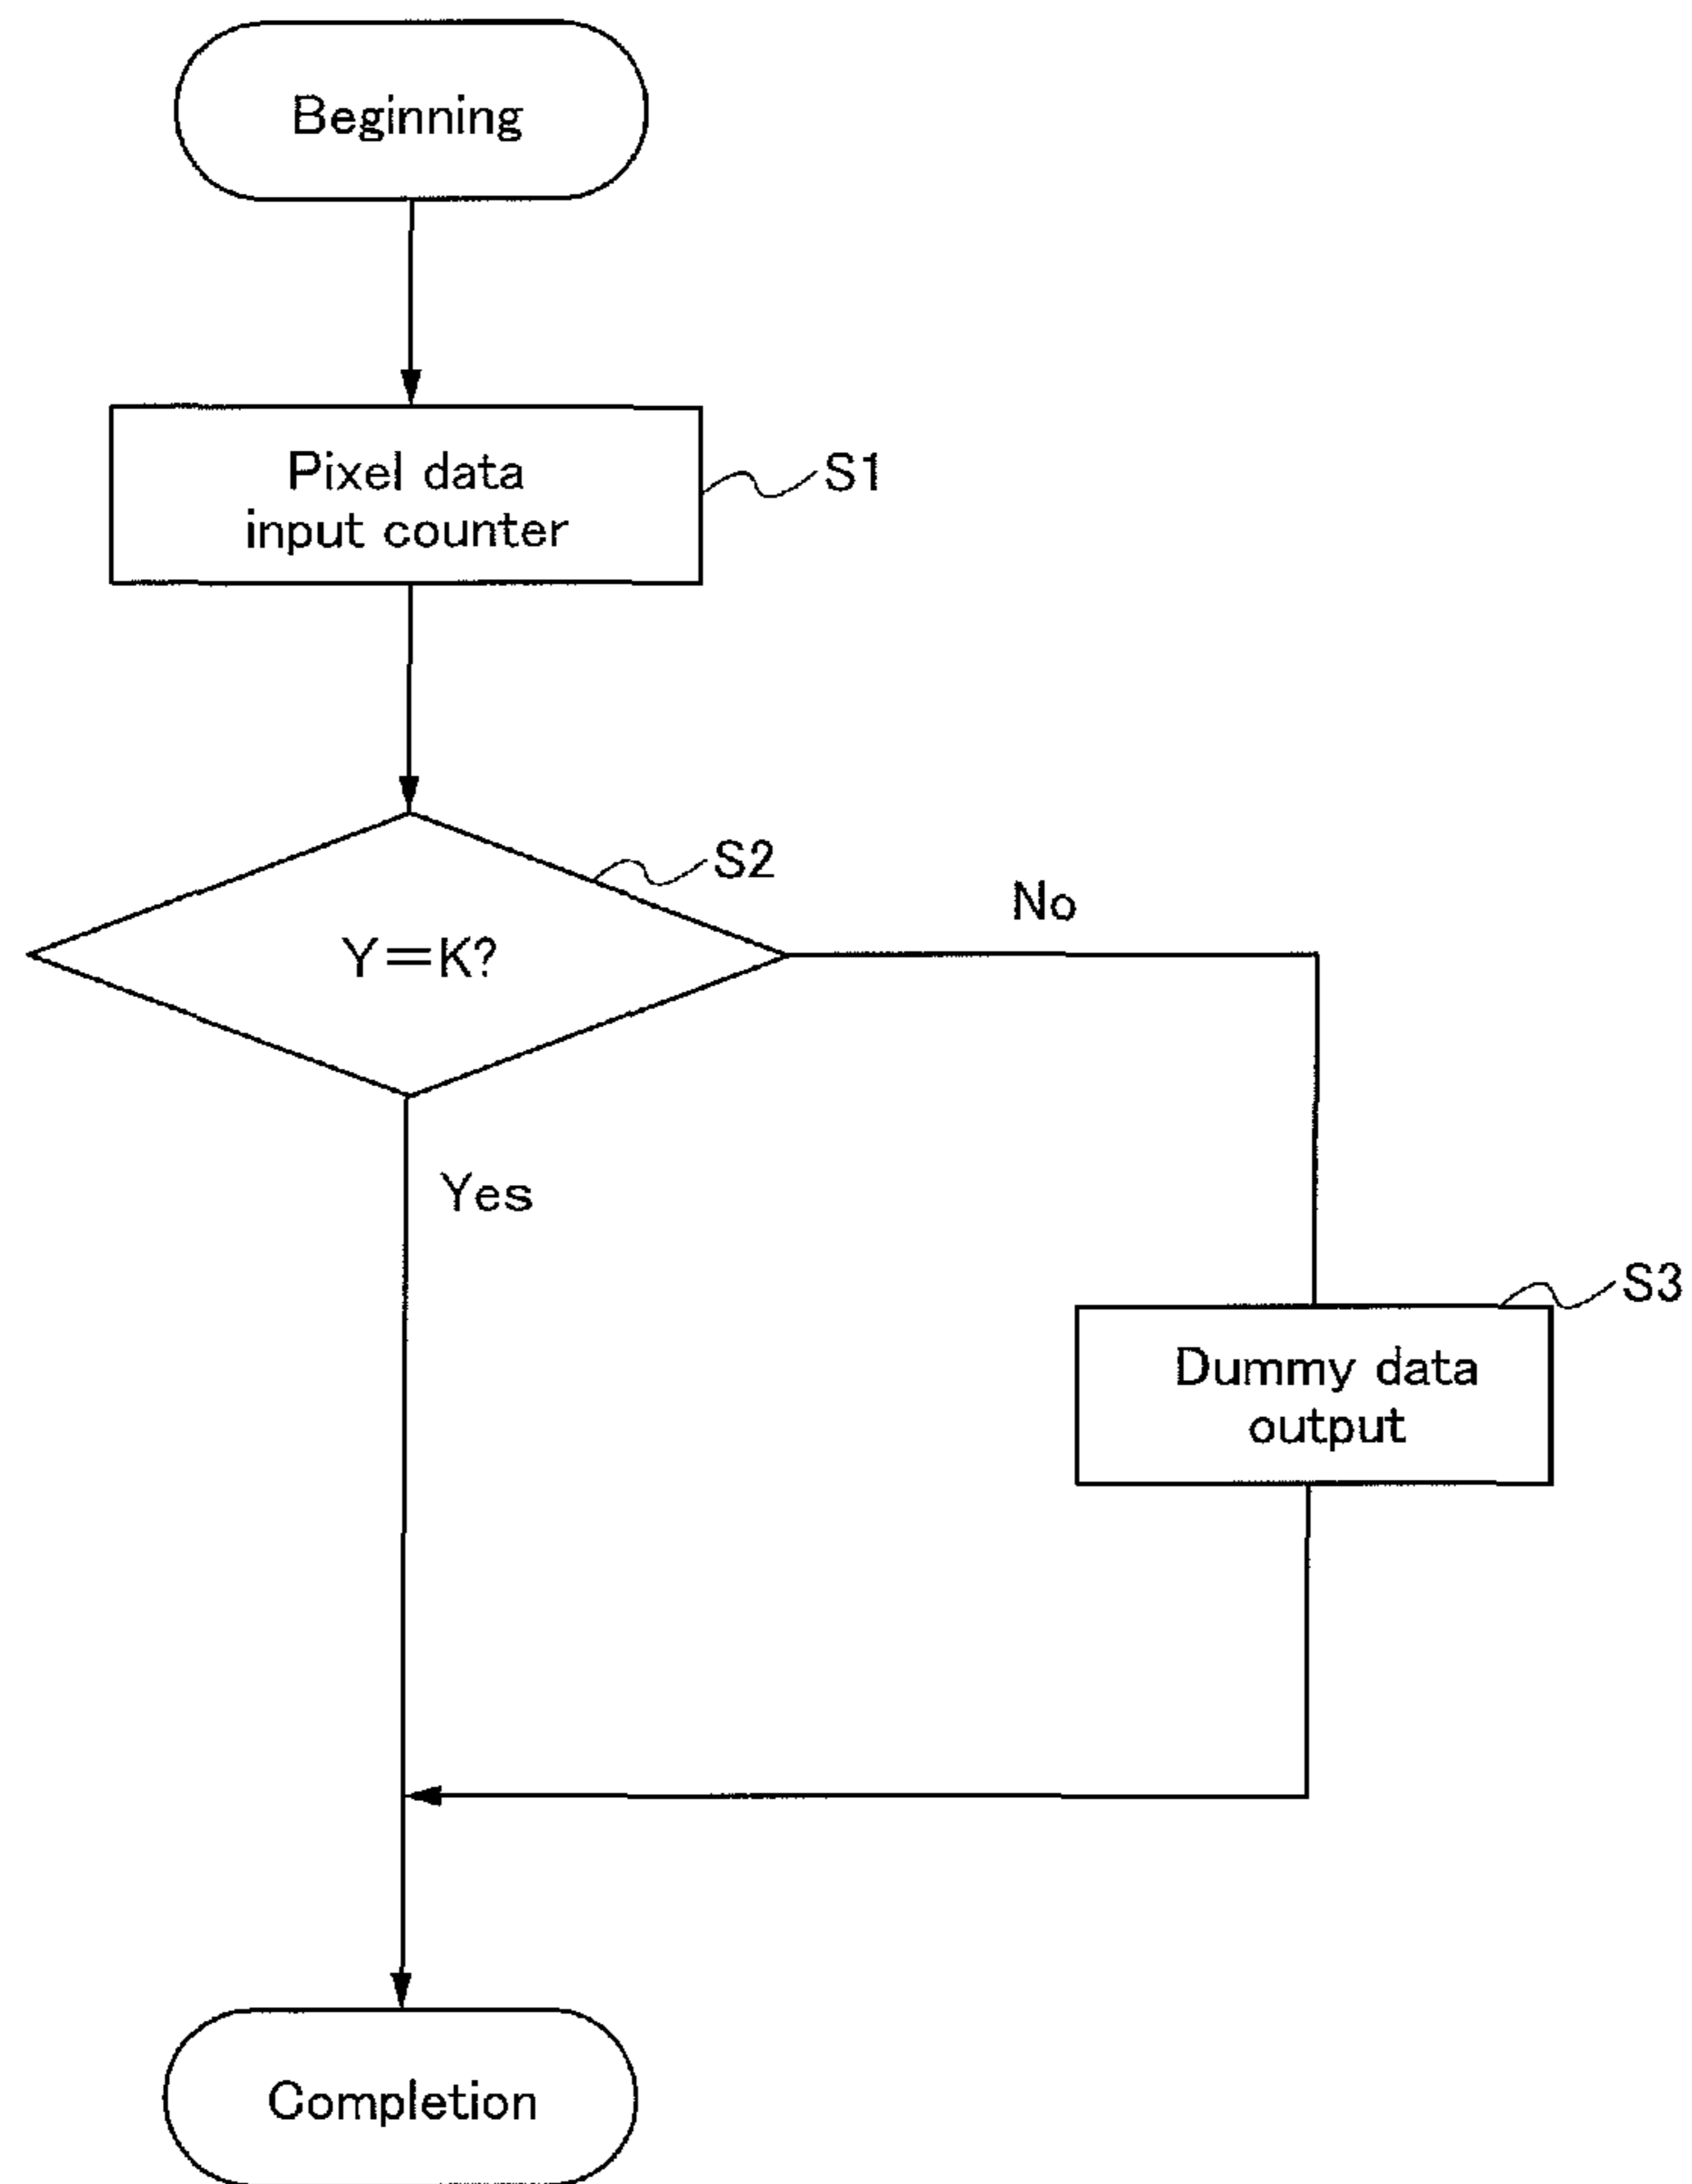 Beginning
Pixel data
input counter
S1
S2
Y=K?
No
Yes
S3
Dummy data
output
Completion